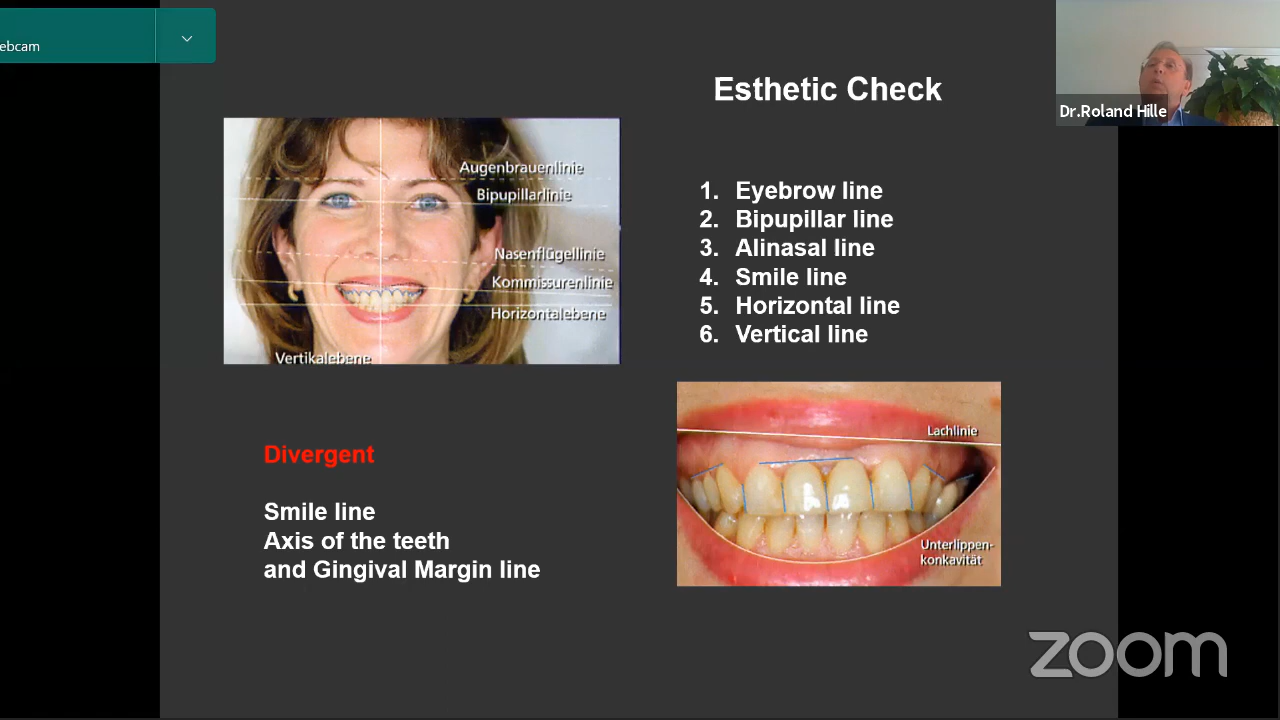 ebcam
Dr.Roland Hille
Esthetic Check
Augenbrauenlinie
Bipupillarlinie
Nasenflügellinie
Kommissurenlinie
Horizontalebene
Vertikalebene
1. Eyebrow line
2. Bipupillar line
3. Alinasal line
4. Smile line
5. Horizontal line
6. Vertical line
Divergent
Smile line
Axis of the teeth
and Gingival Margin line
Lachlinie
Unterlippen-
konkavität
zoom